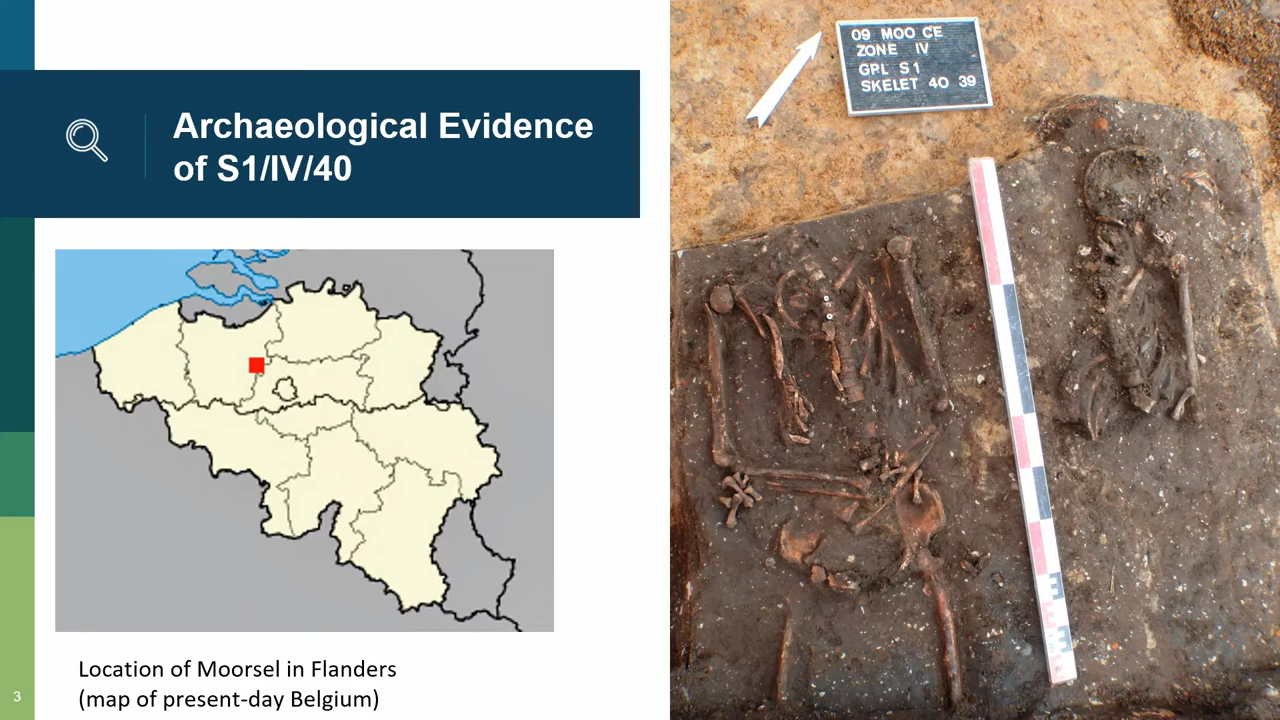 Archaeological Evidence
of S1/IV/40
09 MOO CE
ZONE IV
GPL S1
SKELET 40 39
Location of Moorsel in Flanders
(map of present-day Belgium)
3